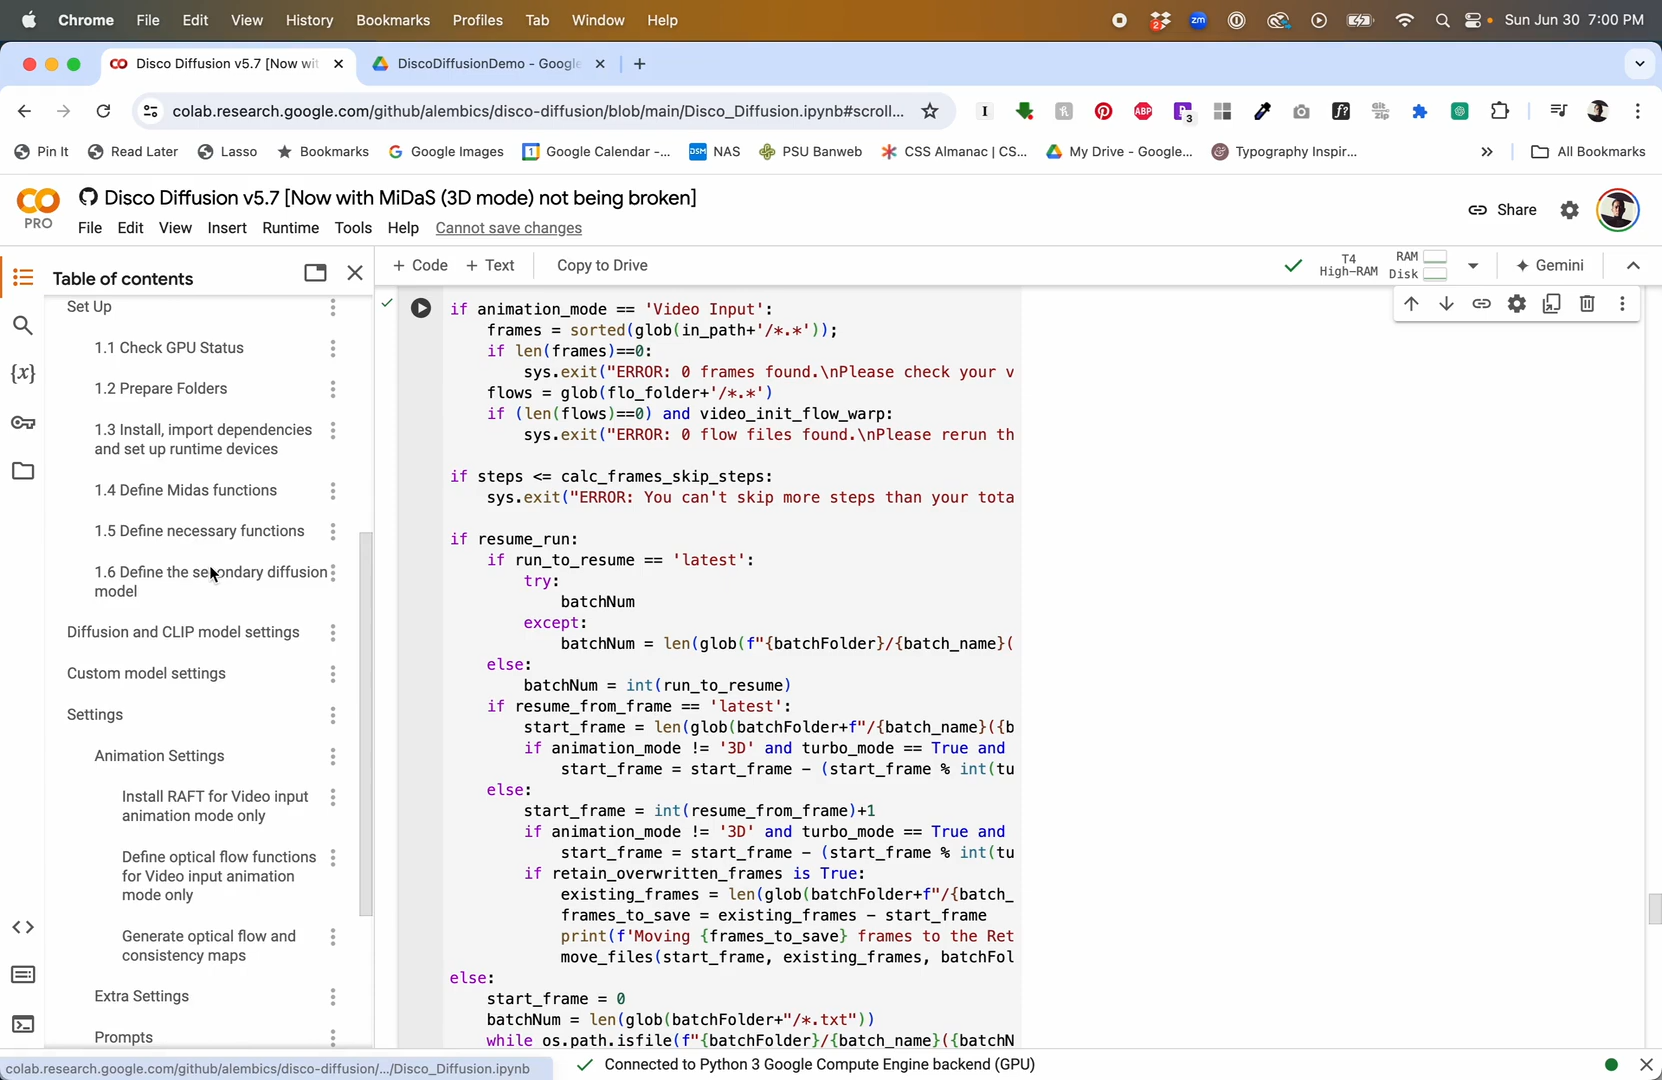 Chrome File Edit View History Bookmarks Profiles Tab Window Help
2 zm Sun Jun 30 7:00 PM
Disco Diffusion v5.7 [Now wit DiscoDiffusionDemo - Google
colab.research.google.com/github/alembics/disco-diffusion/blob/main/Disco_Diffusion.ipynb#scroll... I ABP 3 f?
Pin It Read Later Lasso Bookmarks Google Images Google Calendar -... DSM NAS PSU Banweb CSS Almanac | CS... My Drive - Google... Typography Inspir... » All Bookmarks
Disco Diffusion v5.7 [Now with MiDaS (3D mode) not being broken]
PRO
File Edit View Insert Runtime Tools Help Cannot save changes
Share
Table of contents
+ Code + Text Copy to Drive
T4 High-RAM RAM Disk Gemini
Set Up
1.1 Check GPU Status
1.2 Prepare Folders
1.3 Install, import dependencies
and set up runtime devices
1.4 Define Midas functions
1.5 Define necessary functions
1.6 Define the secondary diffusion
model
Diffusion and CLIP model settings
Custom model settings
Settings
Animation Settings
Install RAFT for Video input
animation mode only
Define optical flow functions
for Video input animation
mode only
Generate optical flow and
consistency maps
Extra Settings
Prompts
if animation_mode == 'Video Input':
frames = sorted(glob(in_path+'/*.*'));
if len(frames)==0:
sys.exit("ERROR: 0 frames found.\nPlease check your v
flows = glob(flo_folder+'/*.*')
if (len(flows)==0) and video_init_flow_warp:
sys.exit("ERROR: 0 flow files found.\nPlease rerun th
if steps <= calc_frames_skip_steps:
sys.exit("ERROR: You can't skip more steps than your tota
if resume_run:
if run_to_resume == 'latest':
try:
batchNum
except:
batchNum = len(glob(f"{batchFolder}/{batch_name}(
else:
batchNum = int(run_to_resume)
if resume_from_frame == 'latest':
start_frame = len(glob(batchFolder+f"/{batch_name}({b
if animation_mode != '3D' and turbo_mode == True and
start_frame = start_frame - (start_frame % int(tu
else:
start_frame = int(resume_from_frame)+1
if animation_mode != '3D' and turbo_mode == True and
start_frame = start_frame - (start_frame % int(tu
if retain_overwritten_frames is True:
existing_frames = len(glob(batchFolder+f"/{batch_
frames_to_save = existing_frames - start_frame
print(f'Moving {frames_to_save} frames to the Ret
move_files(start_frame, existing_frames, batchFol
else:
start_frame = 0
batchNum = len(glob(batchFolder+"/*.txt"))
while os.path.isfile(f"{batchFolder}/{batch_name}({batchN
colab.research.google.com/github/alembics/disco-diffusion/.../Disco_Diffusion.ipynb
Connected to Python 3 Google Compute Engine backend (GPU)